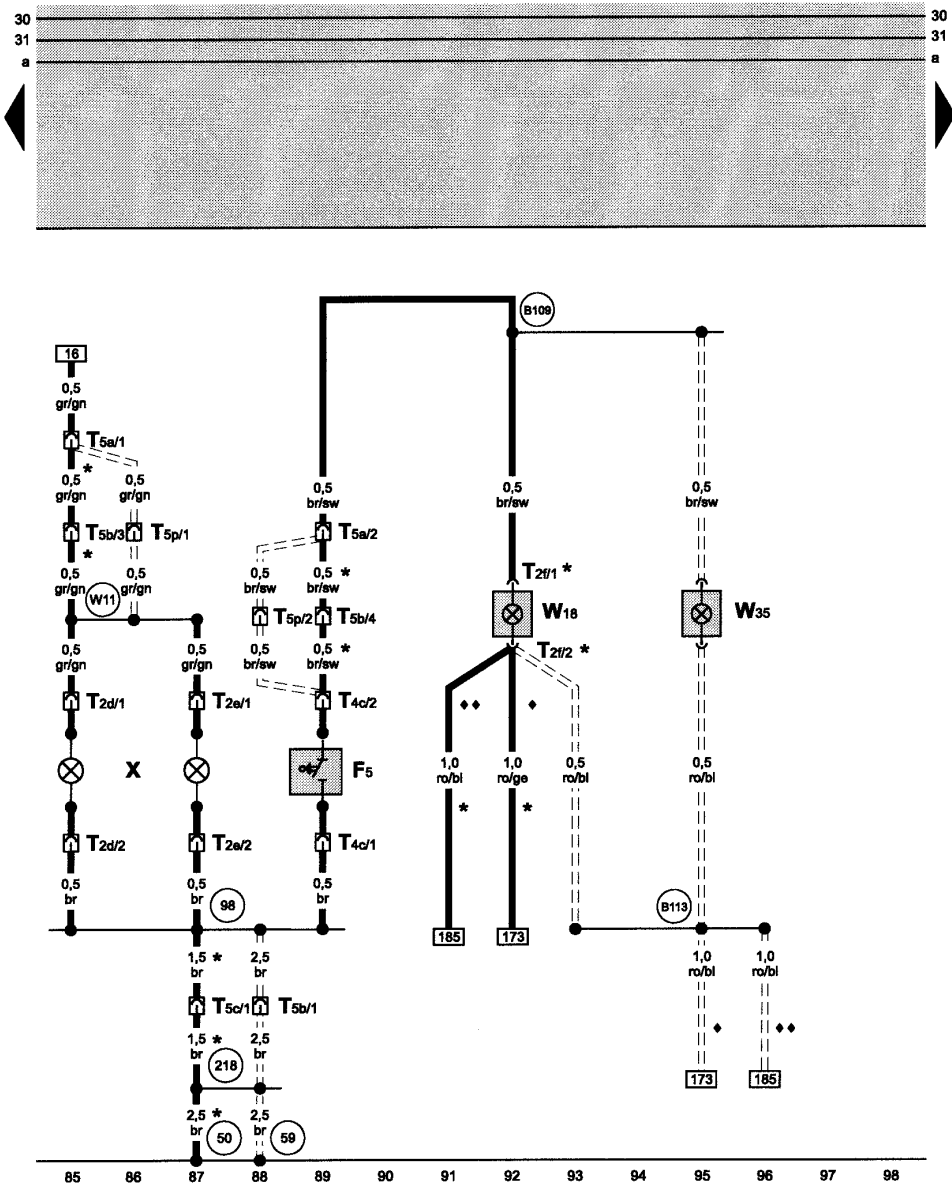 30 30
31 31
a a
B109
16
0,5 gr/gn
T5a/1
*
0,5 gr/gn
0,5 gr/gn
0,5 br/sw
0,5 br/sw
0,5 br/sw
T5b/3
T5p/1
T5a/2
*
0,5 gr/gn
W11
0,5 gr/gn
0,5 br/sw
0,5 br/sw
*
T2f/1 *
T5p/2
T5b/4
W18
W35
0,5 gr/gn
0,5 gr/gn
0,5 br/sw
0,5 br/sw
*
T2f/2 *
T2d/1
T2e/1
T4c/2
♦♦
♦
X
F5
1,0 ro/bl
1,0 ro/ge
0,5 ro/bl
0,5 ro/bl
*
*
T2d/2
T2e/2
T4c/1
0,5 br
0,5 br
98
0,5 br
B113
185
173
1,5 br
*
2,5 br
1,0 ro/bl
1,0 ro/bl
T5c/1
T5b/1
♦
♦♦
1,5 br
*
2,5 br
218
173
185
2,5 br
*
50
2,5 br
59
85 86 87 88 89 90 91 92 93 94 95 96 97 98